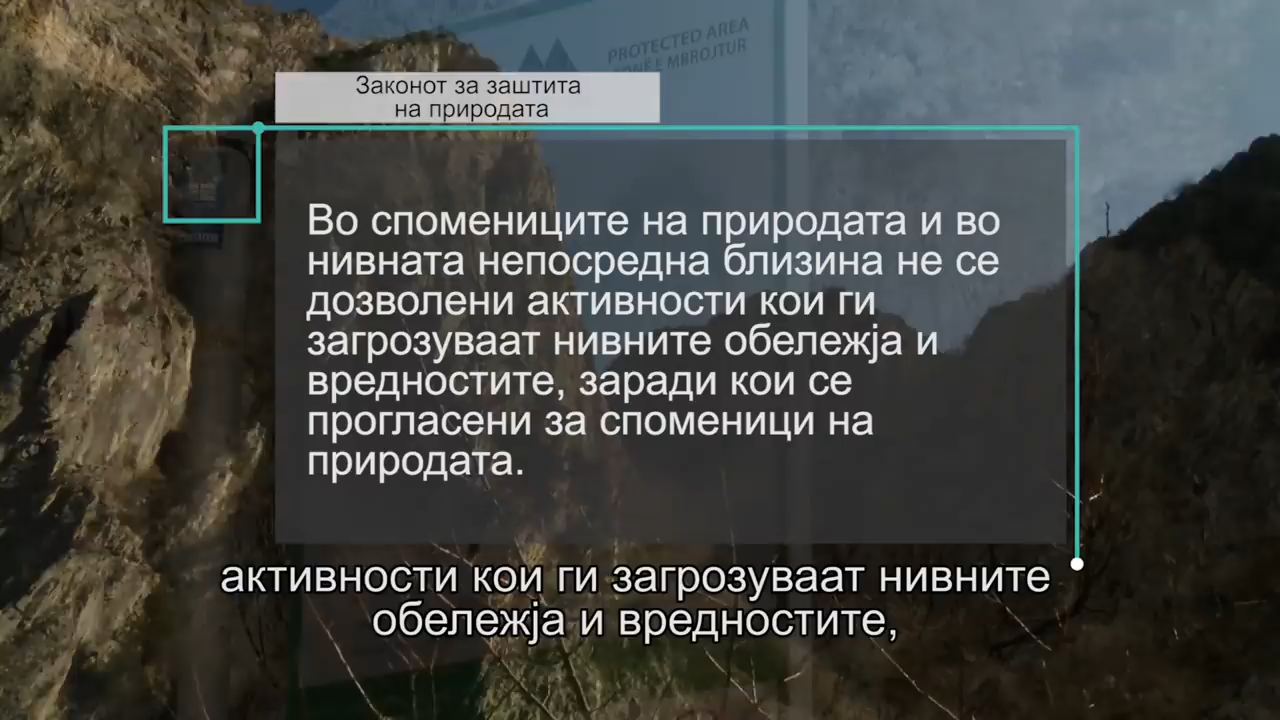 PROTECTED AREA
MBROJTUR
Законот за заштита
на природата
Во спомениците на природата и во
нивната непосредна близина не се
дозволени активности кои ги
загрозуваат нивните обележја и
вредностите, заради кои се
прогласени за споменици на
природата.
активности кои ги загрозуваат нивните
обележја и вредностите,